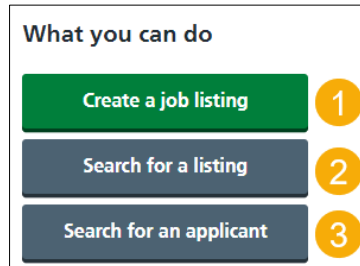 What you can do
Create a job listing 1
Search for a listing 2
Search for an applicant 3